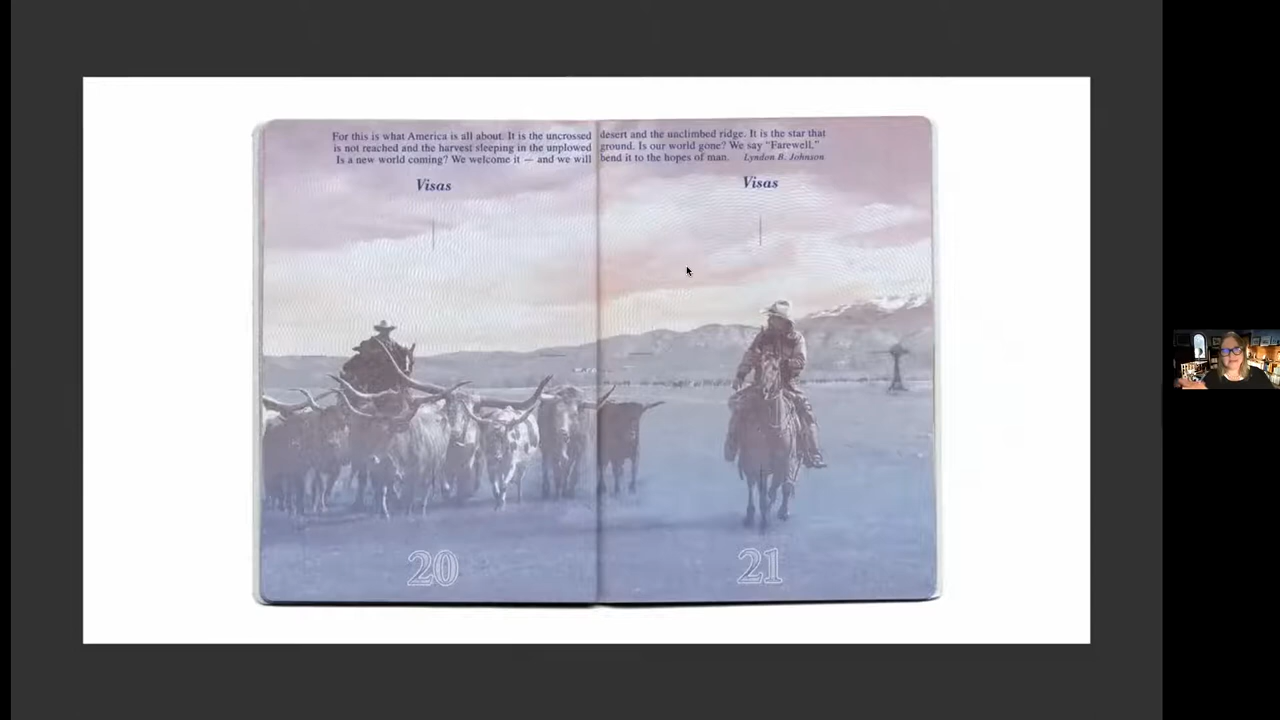 For this is what America is all about. It is the uncrossed desert and the unclimbed ridge. It is the star that
is not reached and the harvest sleeping in the unplowed ground. Is our world gone? We say "Farewell."
Is a new world coming? We welcome it — and we will bend it to the hopes of man. Lyndon B. Johnson
Visas
Visas
20
21